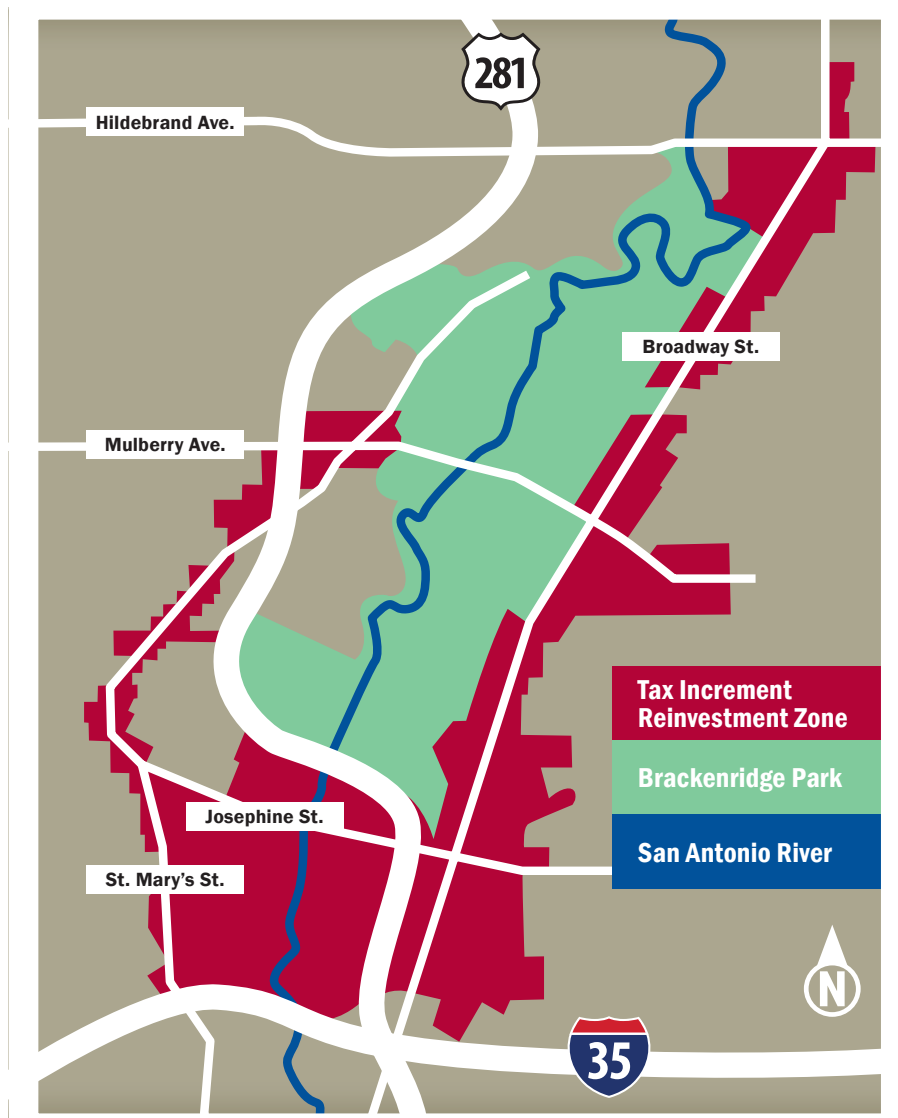 281
Hildebrand Ave.
Broadway St.
Mulberry Ave.
Tax Increment
Reinvestment Zone
Brackenridge Park
Josephine St.
San Antonio River
St. Mary's St.
N
35